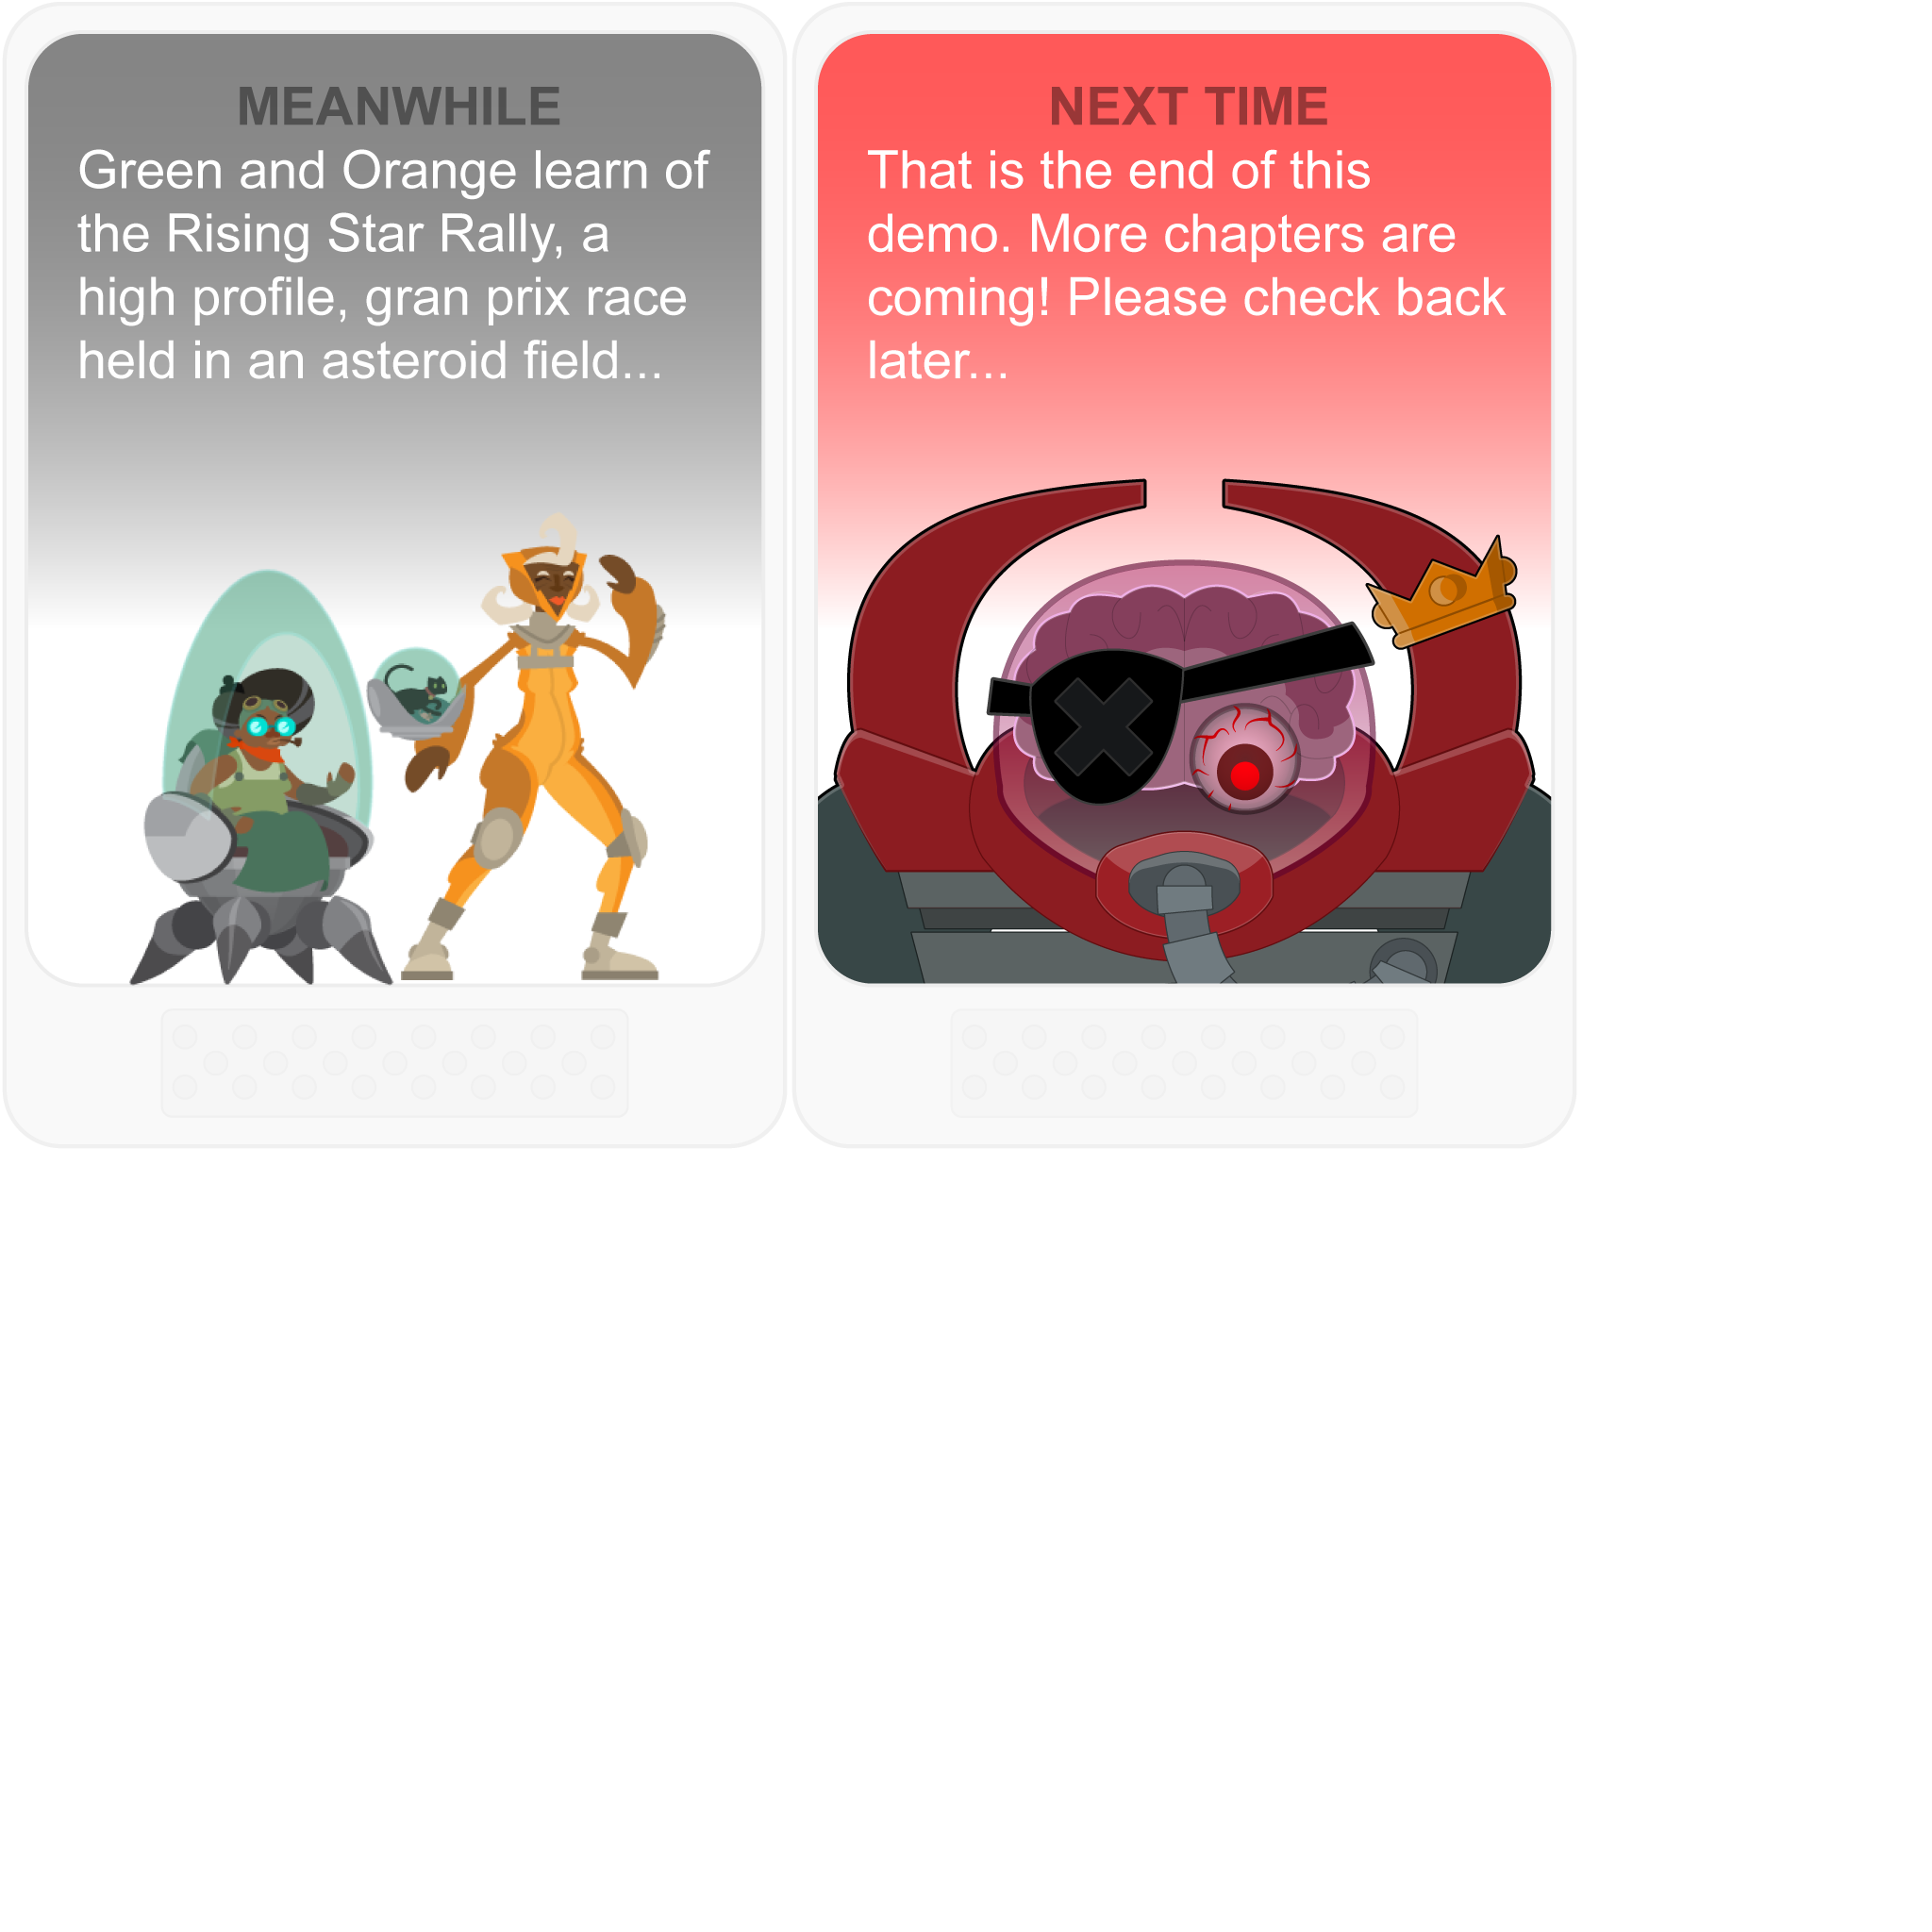 MEANWHILE
Green and Orange learn of
the Rising Star Rally, a
high profile, gran prix race
held in an asteroid field...
NEXT TIME
That is the end of this
demo. More chapters are
coming! Please check back
later...